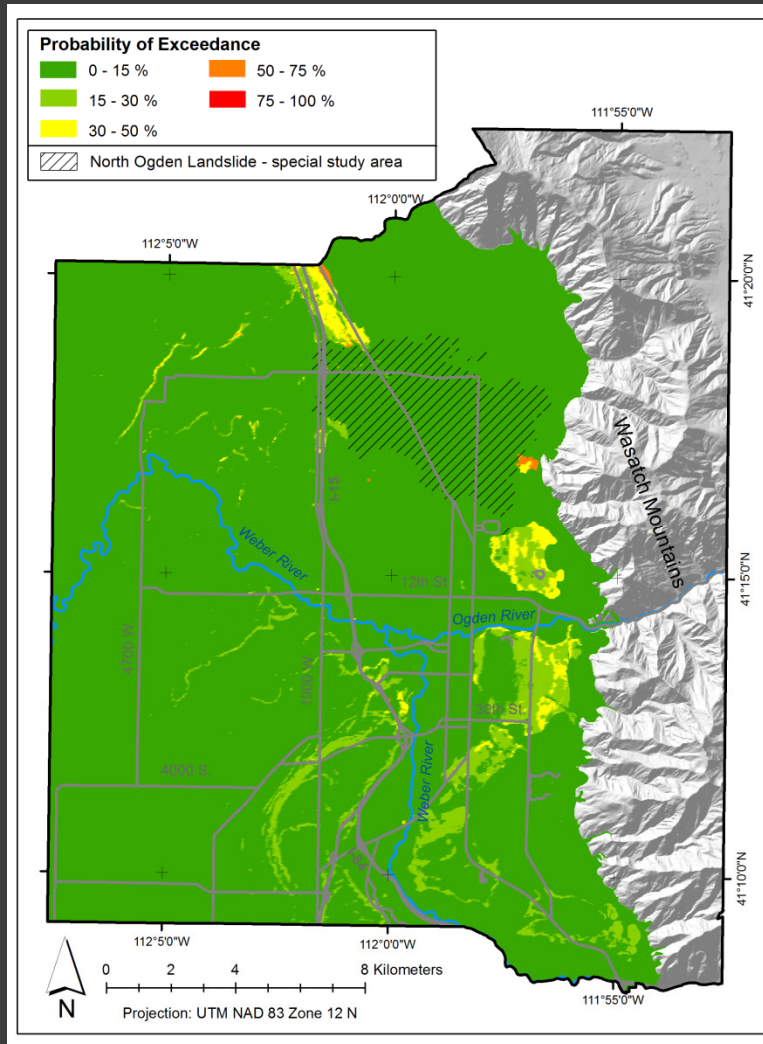 Probability of Exceedance
0 - 15 %
50 - 75 %
15 - 30 %
75 - 100 %
30 - 50 %
North Ogden Landslide - special study area
111°55'0"W
112°0'0"W
112°5'0"W
41°20'0"N
Wasatch Mountains
I-15
Weber River
41°15'0"N
12th St.
Ogden River
4700 W.
1900 W.
30th St.
4000 S.
Weber River
I-84
41°10'0"N
112°5'0"W
112°0'0"W
111°55'0"W
0 2 4 8 Kilometers
N
Projection: UTM NAD 83 Zone 12 N